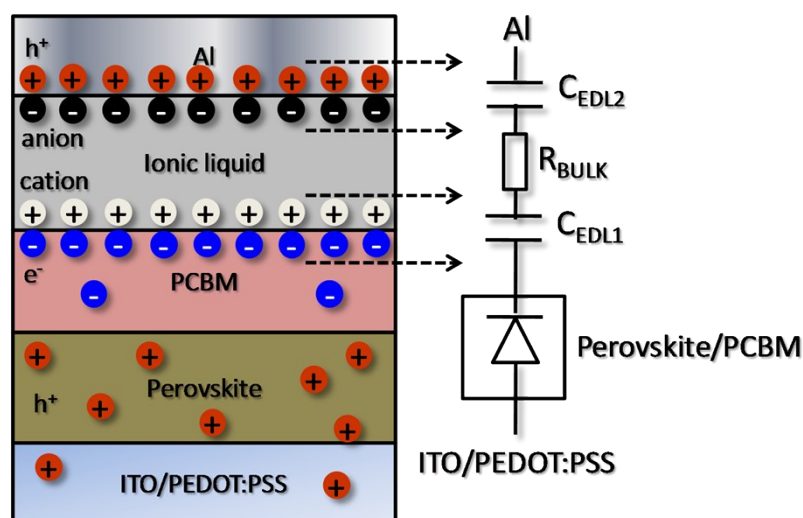 h⁺
Al
anion
Ionic liquid
cation
e⁻
PCBM
Perovskite
h⁺
ITO/PEDOT:PSS
Al
C_EDL2
R_BULK
C_EDL1
Perovskite/PCBM
ITO/PEDOT:PSS